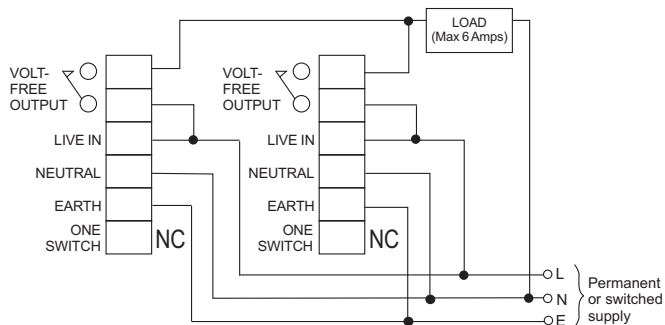 LOAD
(Max 6 Amps)
VOLT-
FREE
OUTPUT
LIVE IN
NEUTRAL
EARTH
ONE
SWITCH
NC
VOLT-
FREE
OUTPUT
LIVE IN
NEUTRAL
EARTH
ONE
SWITCH
NC
L
N
E
Permanent
or switched
supply